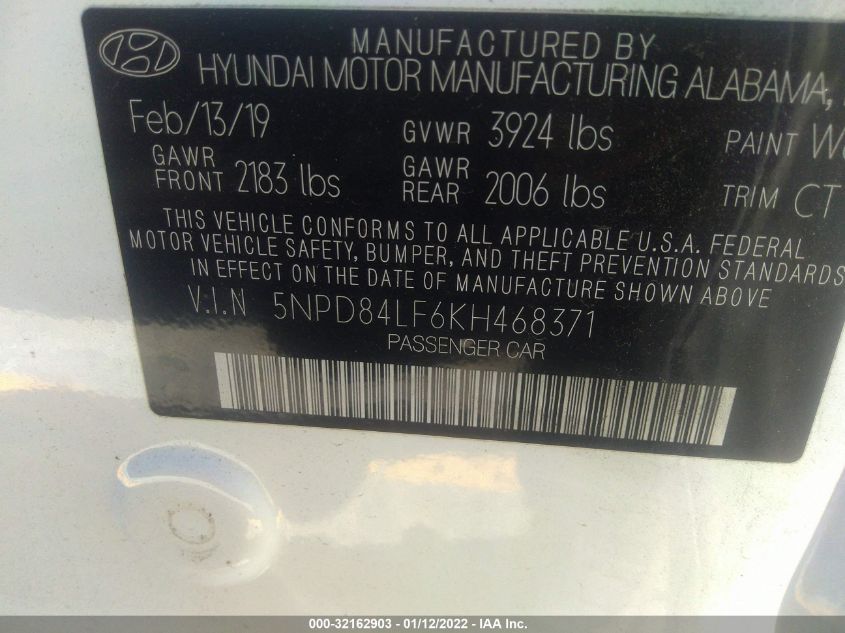 MANUFACTURED BY
HYUNDAI MOTOR MANUFACTURING ALABAMA,
Feb/13/19 GVWR 3924 lbs PAINT
GAWR FRONT 2183 lbs GAWR REAR 2006 lbs TRIM CT
THIS VEHICLE CONFORMS TO ALL APPLICABLE U.S.A. FEDERAL
MOTOR VEHICLE SAFETY, BUMPER, AND THEFT PREVENTION STANDARDS
IN EFFECT ON THE DATE OF MANUFACTURE SHOWN ABOVE
V.I.N 5NPD84LF6KH468371
PASSENGER CAR
000-32162903 - 01/12/2022 - IAA Inc.